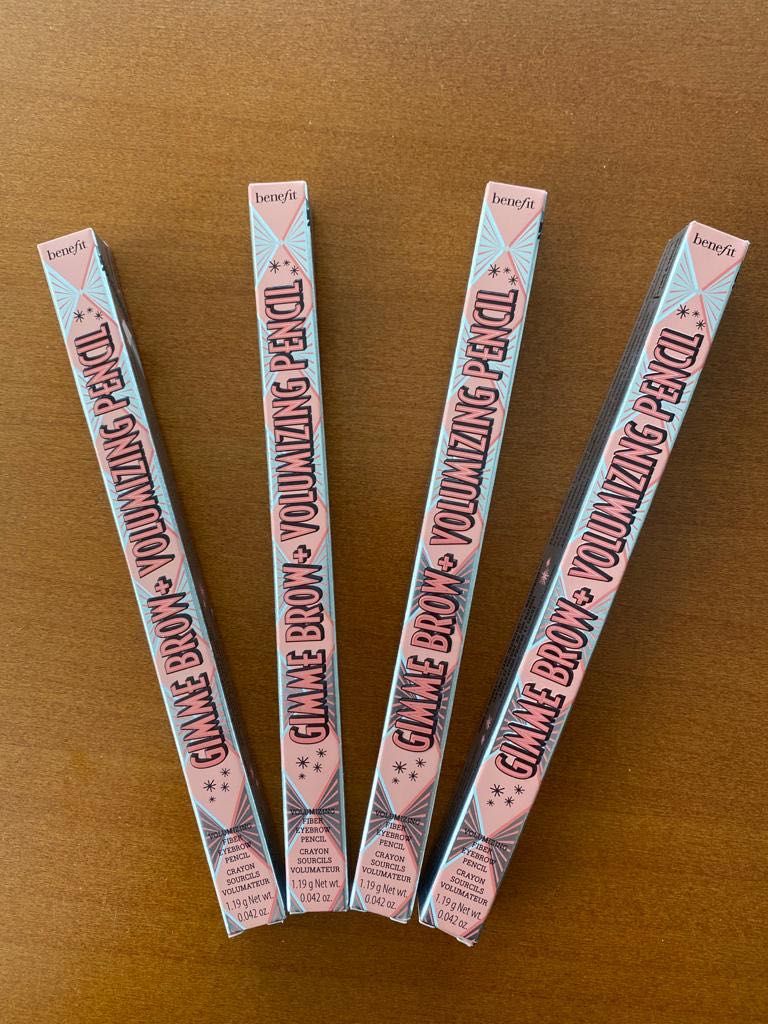 benefit
GIMME BROW+ VOLUMIZING PENCIL
VOLUMIZING
FIBER
EYEBROW
PENCIL
CRAYON
SOURCILS
VOLUMATEUR
1.19 g Net wt.
0.042 oz.
benefit
GIMME BROW+ VOLUMIZING PENCIL
VOLUMIZING
FIBER
EYEBROW
PENCIL
CRAYON
SOURCILS
VOLUMATEUR
1.19 g Net wt.
0.042 oz.
benefit
GIMME BROW+ VOLUMIZING PENCIL
VOLUMIZING
FIBER
EYEBROW
PENCIL
CRAYON
SOURCILS
VOLUMATEUR
1.19 g Net wt.
0.042 oz.
benefit
GIMME BROW+ VOLUMIZING PENCIL
VOLUMIZING
FIBER
EYEBROW
PENCIL
CRAYON
SOURCILS
VOLUMATEUR
1.19 g Net wt.
0.042 oz.